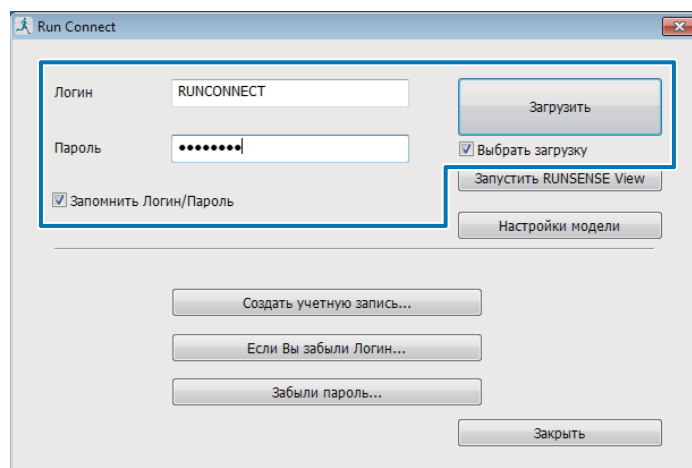 Run Connect
Логин
RUNCONNECT
Загрузить
Пароль
••••••••
Выбрать загрузку
Запомнить Логин/Пароль
Запустить RUNSENSE View
Настройки модели
Создать учетную запись...
Если Вы забыли Логин...
Забыли пароль...
Закрыть